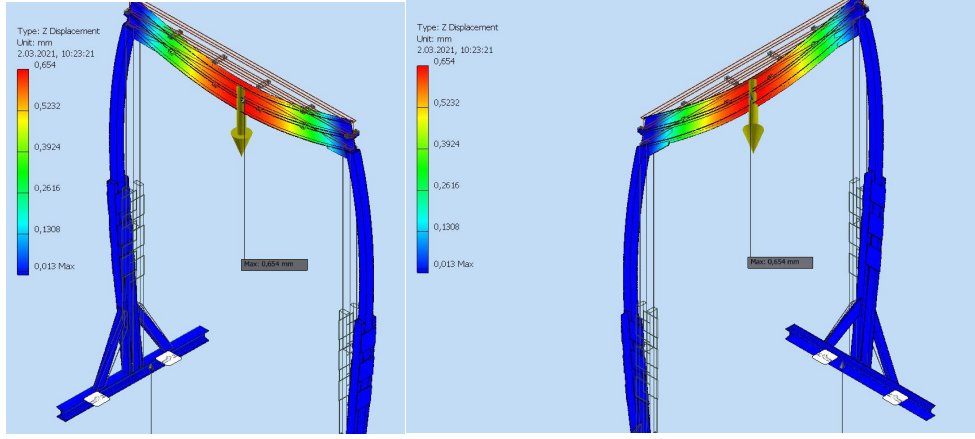 Type: Z Displacement
Unit: mm
2.03.2021, 10:23:21
0,654
0,5232
0,3924
0,2616
0,1308
0,013 Max
Max: 0,654 mm
Type: Z Displacement
Unit: mm
2.03.2021, 10:23:21
0,654
0,5232
0,3924
0,2616
0,1308
0,013 Max
Max: 0,654 mm